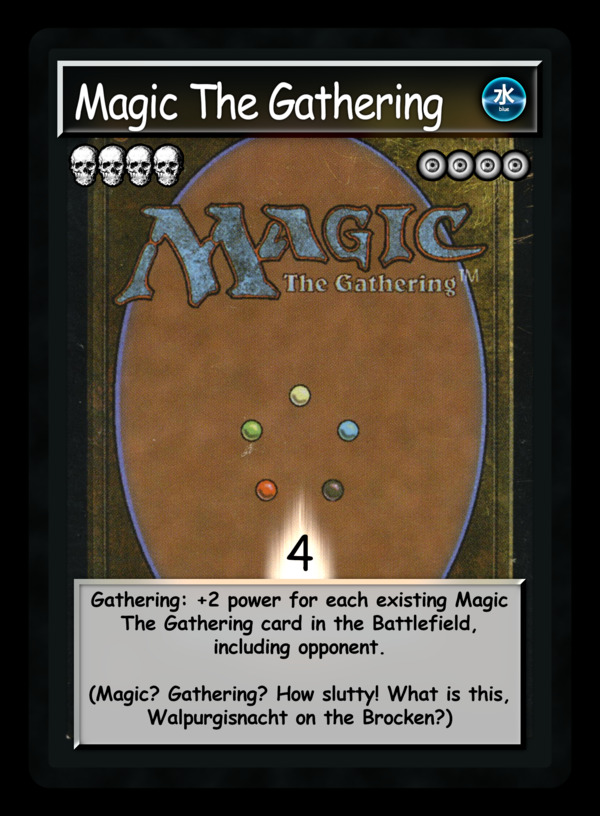 Magic The Gathering
水
blue
MAGIC
The Gathering™
4
Gathering: +2 power for each existing Magic
The Gathering card in the Battlefield,
including opponent.
(Magic? Gathering? How slutty! What is this,
Walpurgisnacht on the Brocken?)